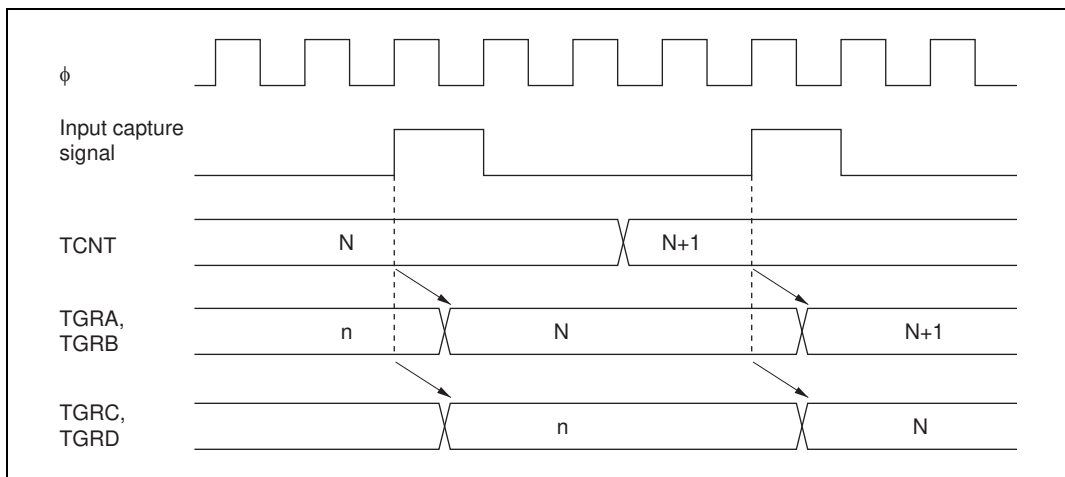 ϕ
Input capture
signal
TCNT
N
N+1
TGRA,
TGRB
n
N
N+1
TGRC,
TGRD
n
N